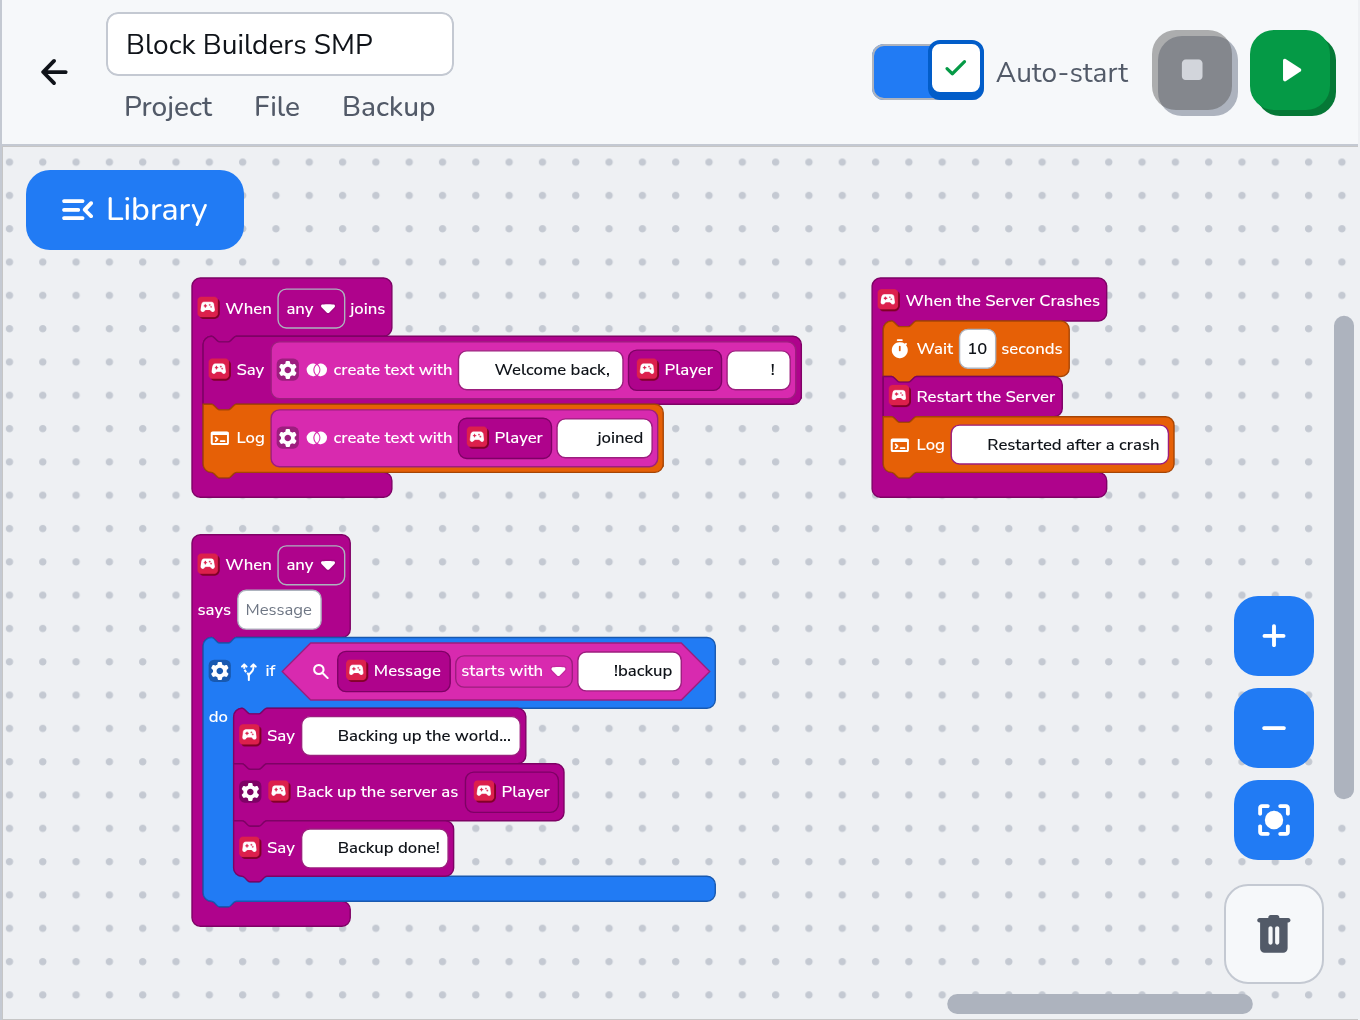 Block Builders SMP
Project File Backup
Auto-start
Library
When any joins
Say create text with Welcome back, Player !
Log create text with Player joined
When the Server Crashes
Wait 10 seconds
Restart the Server
Log Restarted after a crash
When any
says Message
if Message starts with !backup
do
Say Backing up the world...
Back up the server as Player
Say Backup done!